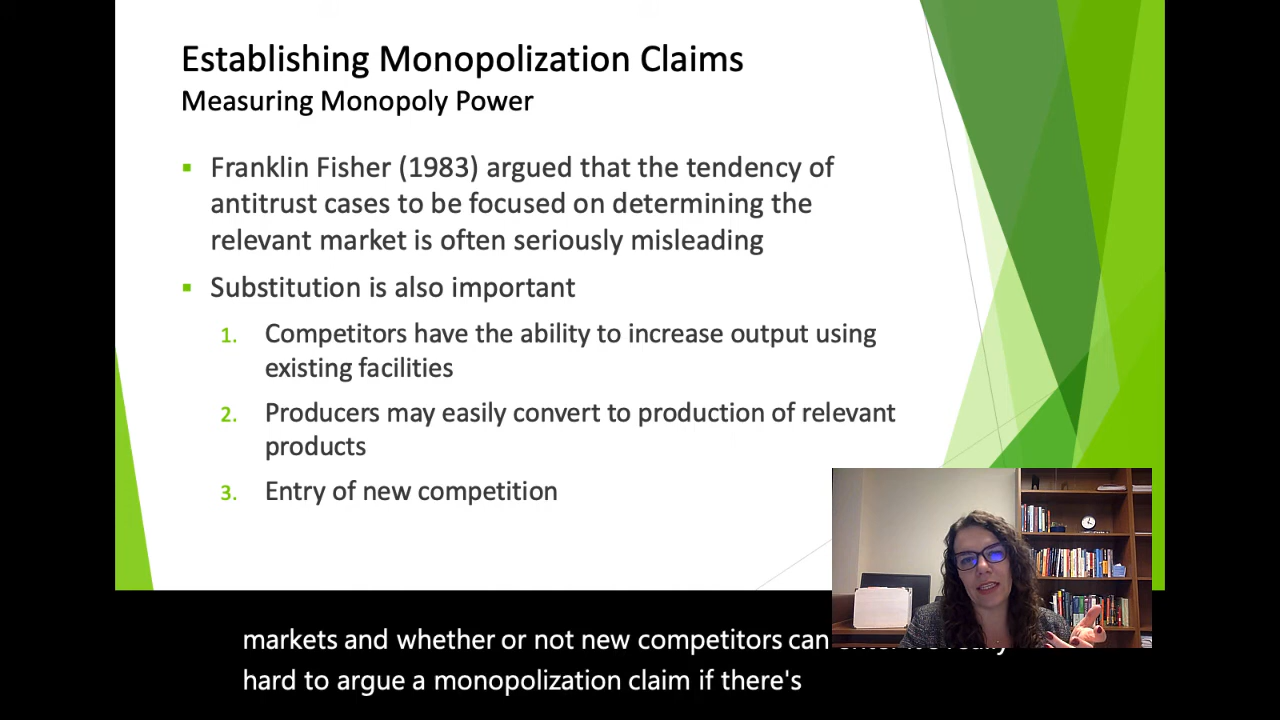 Establishing Monopolization Claims
Measuring Monopoly Power
▪ Franklin Fisher (1983) argued that the tendency of
antitrust cases to be focused on determining the
relevant market is often seriously misleading
▪ Substitution is also important
1. Competitors have the ability to increase output using
existing facilities
2. Producers may easily convert to production of relevant
products
3. Entry of new competition
markets and whether or not new competitors can
hard to argue a monopolization claim if there's